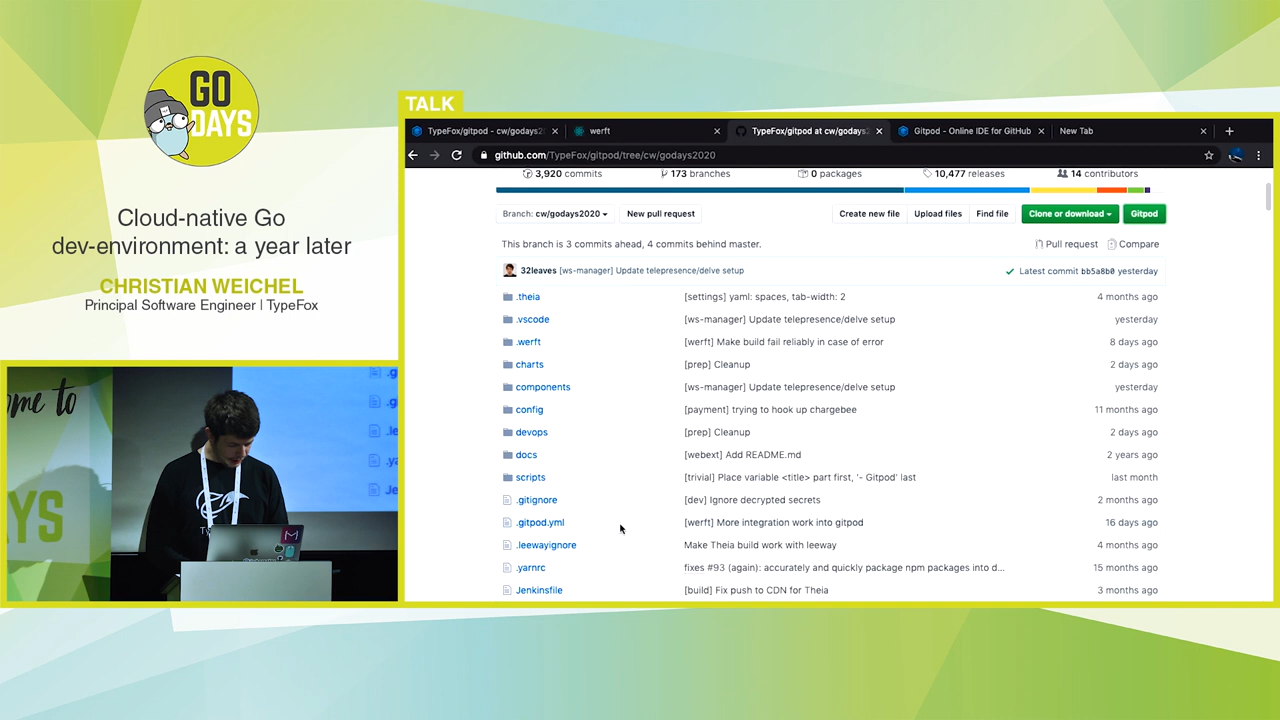 GO
DAYS
Cloud-native Go
dev-environment: a year later
CHRISTIAN WEICHEL
Principal Software Engineer | TypeFox
TALK
TypeFox/gitpod - cw/godays20
werft
TypeFox/gitpod at cw/godays
Gitpod - Online IDE for GitHub
New Tab
github.com/TypeFox/gitpod/tree/cw/godays2020
3,920 commits
173 branches
0 packages
10,477 releases
14 contributors
Branch: cw/godays2020
New pull request
Create new file
Upload files
Find file
Clone or download
Gitpod
This branch is 3 commits ahead, 4 commits behind master.
Pull request
Compare
32leaves [ws-manager] Update telepresence/delve setup
Latest commit bb5a8b0 yesterday
.theia [settings] yaml: spaces, tab-width: 2 4 months ago
.vscode [ws-manager] Update telepresence/delve setup yesterday
.werft [werft] Make build fail reliably in case of error 8 days ago
charts [prep] Cleanup 2 days ago
components [ws-manager] Update telepresence/delve setup yesterday
config [payment] trying to hook up chargebee 11 months ago
devops [prep] Cleanup 2 days ago
docs [webext] Add README.md 2 years ago
scripts [trivial] Place variable <title> part first, '- Gitpod' last last month
.gitignore [dev] Ignore decrypted secrets 2 months ago
.gitpod.yml [werft] More integration work into gitpod 16 days ago
.leewayignore Make Theia build work with leeway 4 months ago
.yarnrc fixes #93 (again): accurately and quickly package npm packages into d... 15 months ago
Jenkinsfile [build] Fix push to CDN for Theia 3 months ago
ome to
YS
.g
.g
.le
.ya
Je